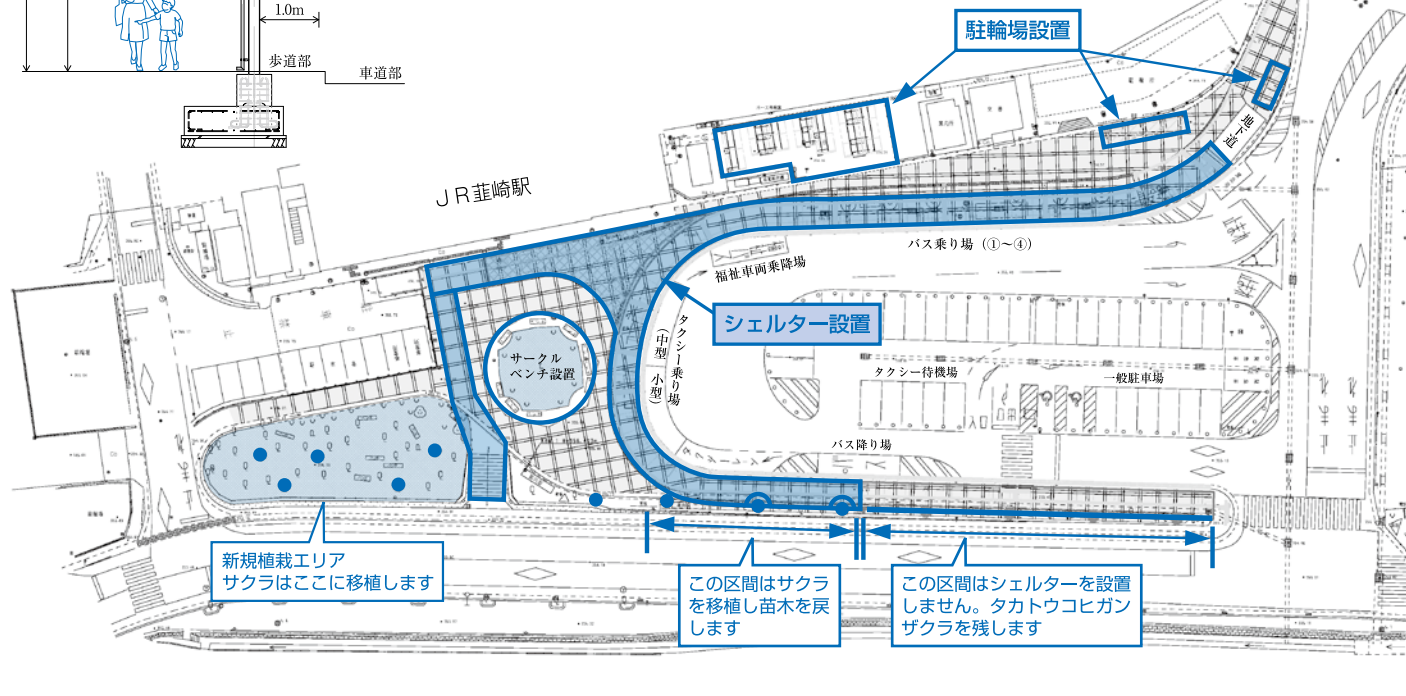 1.0m
歩道部
車道部
駐輪場設置
地下道
ＪＲ韮崎駅
バス乗り場（①～④）
福祉車両乗降場
シェルター設置
タクシー乗り場
（中型　小型）
サークル
ベンチ設置
タクシー待機場
一般駐車場
バス降り場
新規植栽エリア
サクラはここに移植します
この区間はサクラ
を移植し苗木を戻
します
この区間はシェルターを設置
しません。タカトウコヒガン
ザクラを残します